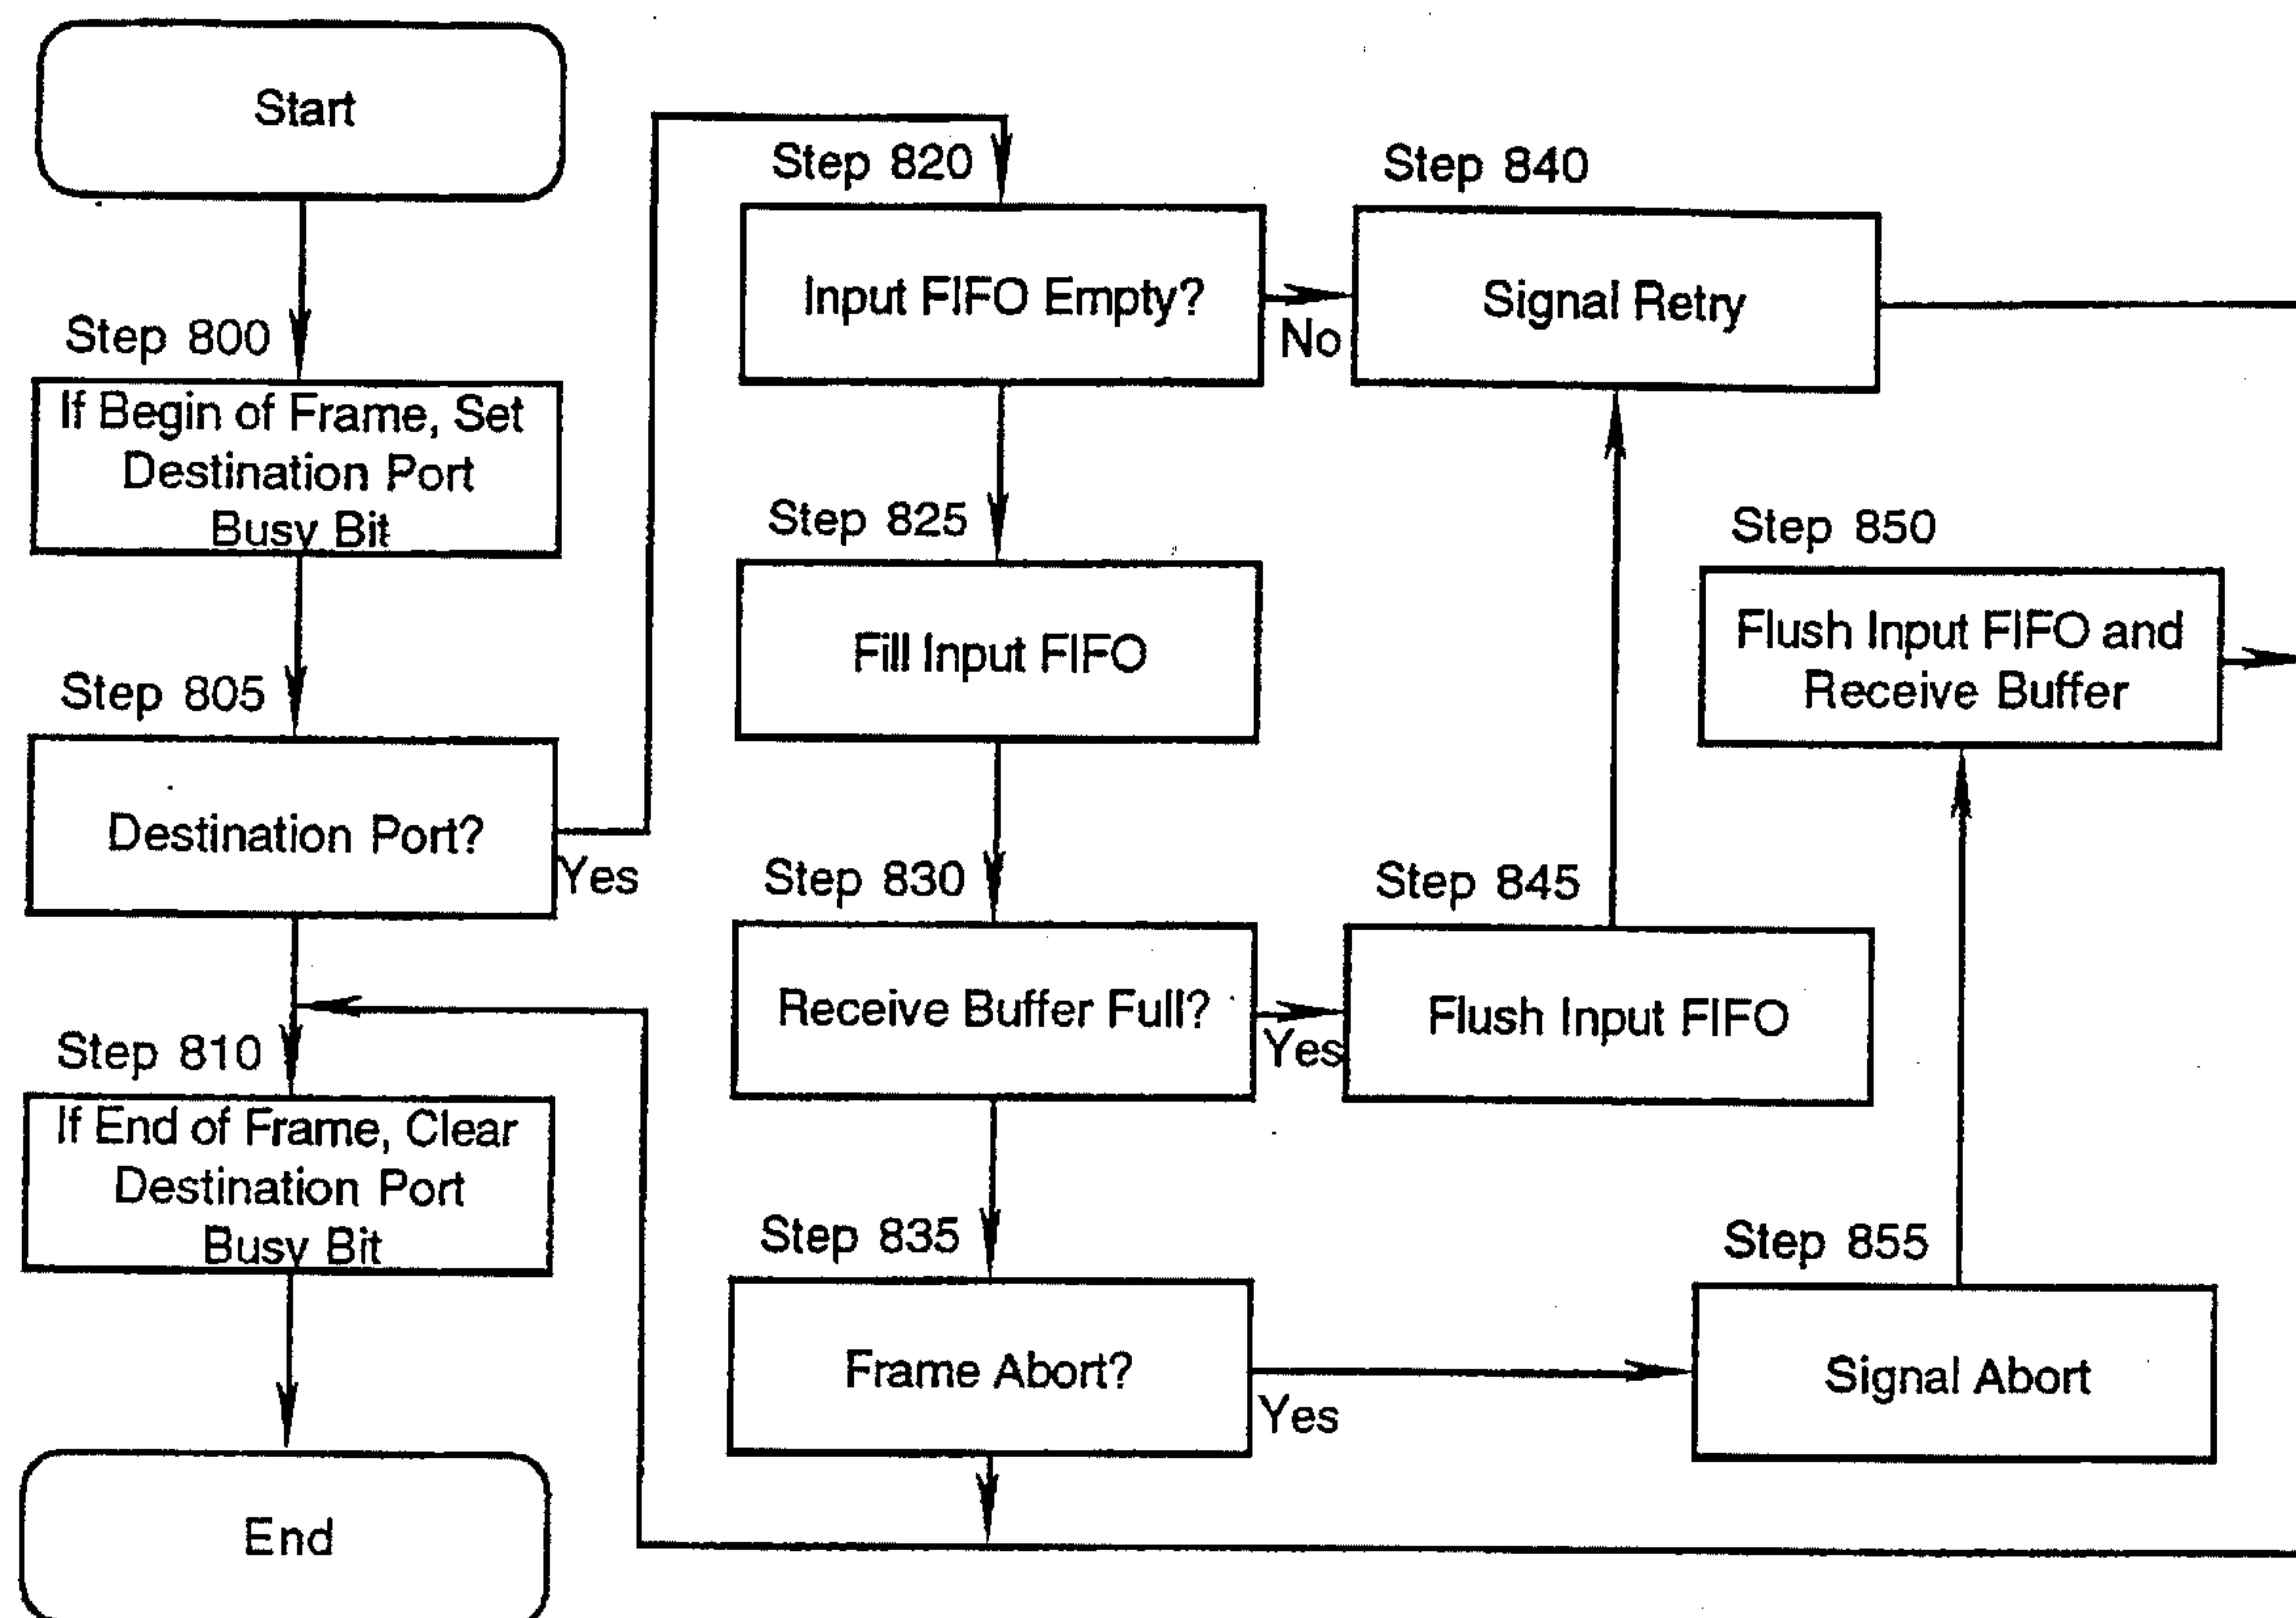 Start
Step 800
If Begin of Frame, Set
Destination Port
Busy Bit
Step 805
Destination Port?
Yes
Step 810
If End of Frame, Clear
Destination Port
Busy Bit
End
Step 820
Input FIFO Empty?
No
Step 825
Fill Input FIFO
Step 830
Receive Buffer Full?
Yes
Step 835
Frame Abort?
Yes
Step 840
Signal Retry
Step 845
Flush Input FIFO
Step 850
Flush Input FIFO and
Receive Buffer
Step 855
Signal Abort